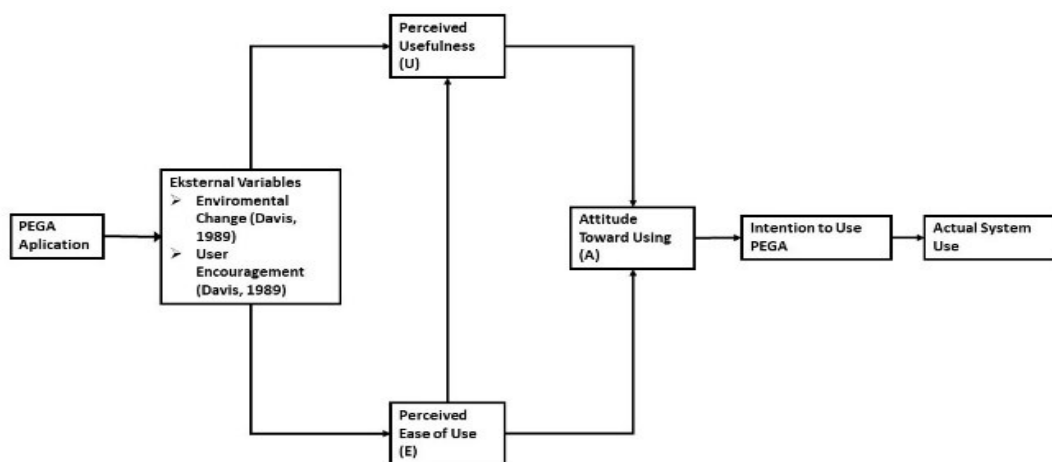 PEGA
Aplication
Eksternal Variables
➤ Enviromental
Change (Davis,
1989)
➤ User
Encouragement
(Davis, 1989)
Perceived
Usefulness
(U)
Perceived
Ease of Use
(E)
Attitude
Toward Using
(A)
Intention to Use
PEGA
Actual System
Use